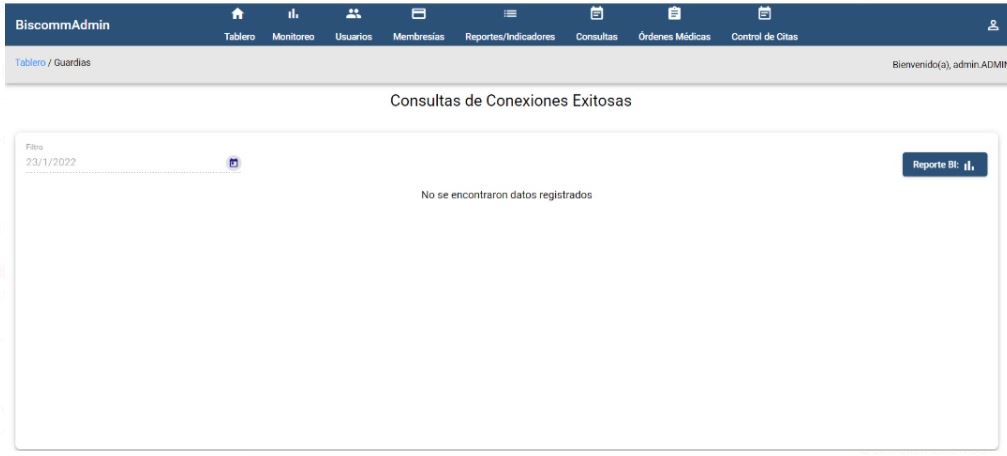 BiscommAdmin
Tablero Monitoreo Usuarios Membresías Reportes/Indicadores Consultas Órdenes Médicas Control de Citas
Tablero / Guardias
Bienvenido(a), admin.ADMIN
Consultas de Conexiones Exitosas
Filtro
23/1/2022
Reporte BI:
No se encontraron datos registrados